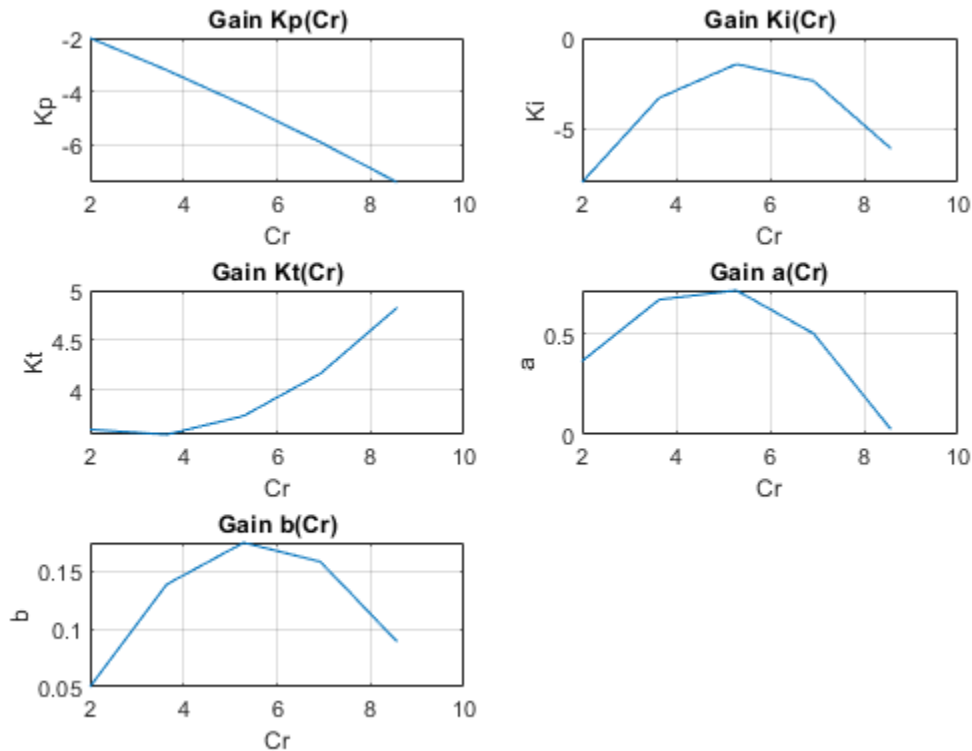 Gain Kp(Cr)
-2
-4
-6
Kp
2 4 6 8 10
Cr
Gain Ki(Cr)
0
-5
Ki
2 4 6 8 10
Cr
Gain Kt(Cr)
5
4.5
4
Kt
2 4 6 8 10
Cr
Gain a(Cr)
0.5
0
a
2 4 6 8 10
Cr
Gain b(Cr)
0.15
0.1
0.05
b
2 4 6 8 10
Cr